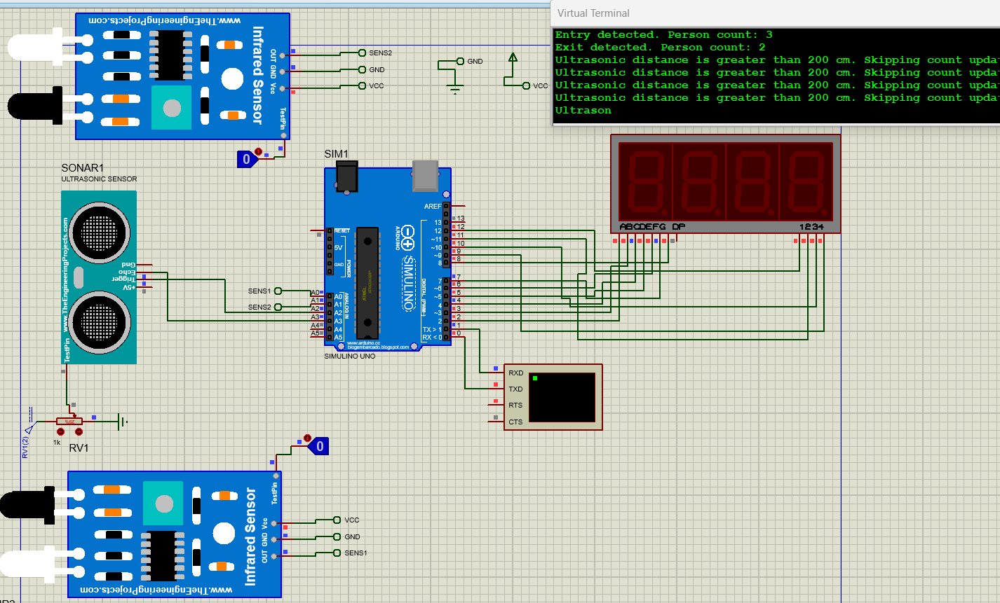 Virtual Terminal
Entry detected. Person count: 3
Exit detected. Person count: 2
Ultrasonic distance is greater than 200 cm. Skipping count upda
Ultrasonic distance is greater than 200 cm. Skipping count upda
Ultrasonic distance is greater than 200 cm. Skipping count upda
Ultrasonic distance is greater than 200 cm. Skipping count upda
Ultrason
www.TheEngineeringProjects.com
Infrared Sensor
OUT
GND
Vcc
TestPin
SENS2
GND
VCC
GND
VCC
0
SONAR1
ULTRASONIC SENSOR
www.TheEngineeringProjects.com
Gnd
Echo
Trigger
+5V
TestPin
SIM1
RESET
5V
GND
POWER
ANALOG IN
A0
A1
A2
A3
A4
A5
A0
A1
A2
A3
A4
A5
SENS1
SENS2
ARDUINO
SIMULINO
ATMEL
DIGITAL (PWM~)
AREF
13
12
~11
~10
~9
8
7
~6
~5
4
~3
2
TX > 1
RX < 0
13
12
11
10
9
8
7
6
5
4
3
2
1
0
www.arduino.cc
blogembarcado.blogspot.com
SIMULINO UNO
ABCDEFG DP
1234
RXD
TXD
RTS
CTS
RV1(2)
29%
1k
RV1
0
TestPin
Infrared Sensor
Vcc
GND
OUT
VCC
GND
SENS1
www.TheEngineeringProjects.com